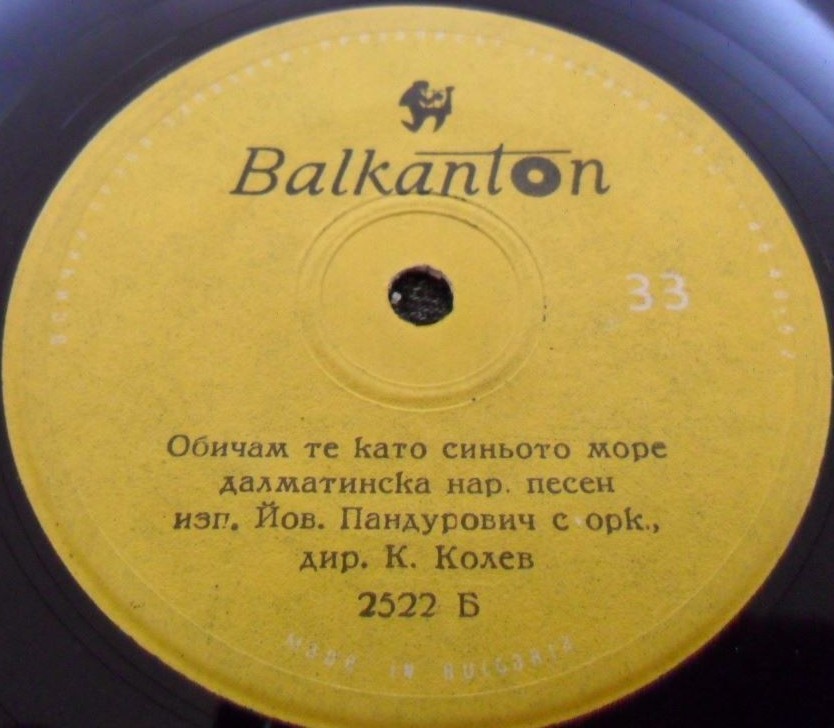 Balkanton
33
Обичам те като синьото море
далматинска нар. песен
изп. Йов. Пандурович с орк.,
дир. К. Колев
2522 Б
MADE IN BULGARIA